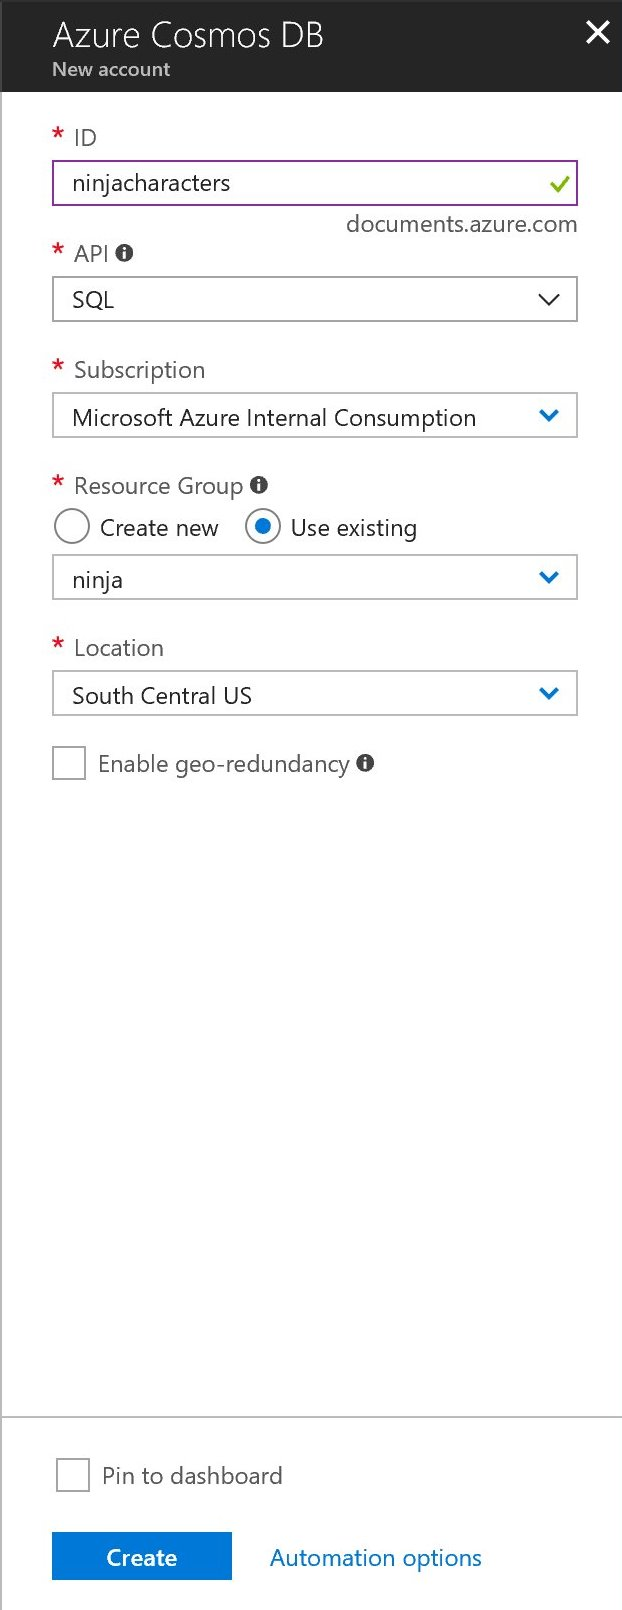 Azure Cosmos DB
New account
* ID
ninjacharacters
documents.azure.com
* API
SQL
* Subscription
Microsoft Azure Internal Consumption
* Resource Group
Create new Use existing
ninja
* Location
South Central US
Enable geo-redundancy
Pin to dashboard
Create Automation options